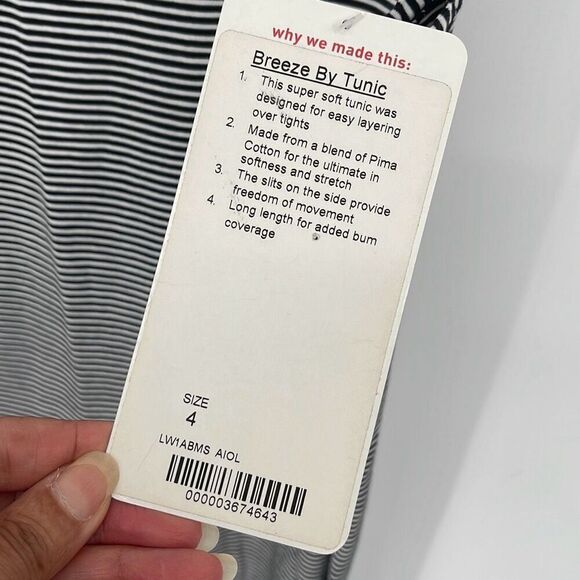 why we made this:
Breeze By Tunic
1. This super soft tunic was
designed for easy layering
over tights
2. Made from a blend of Pima
Cotton for the ultimate in
softness and stretch
3. The slits on the side provide
freedom of movement
4. Long length for added bum
coverage
SIZE
4
LW1ABMS AIOL
000003674643